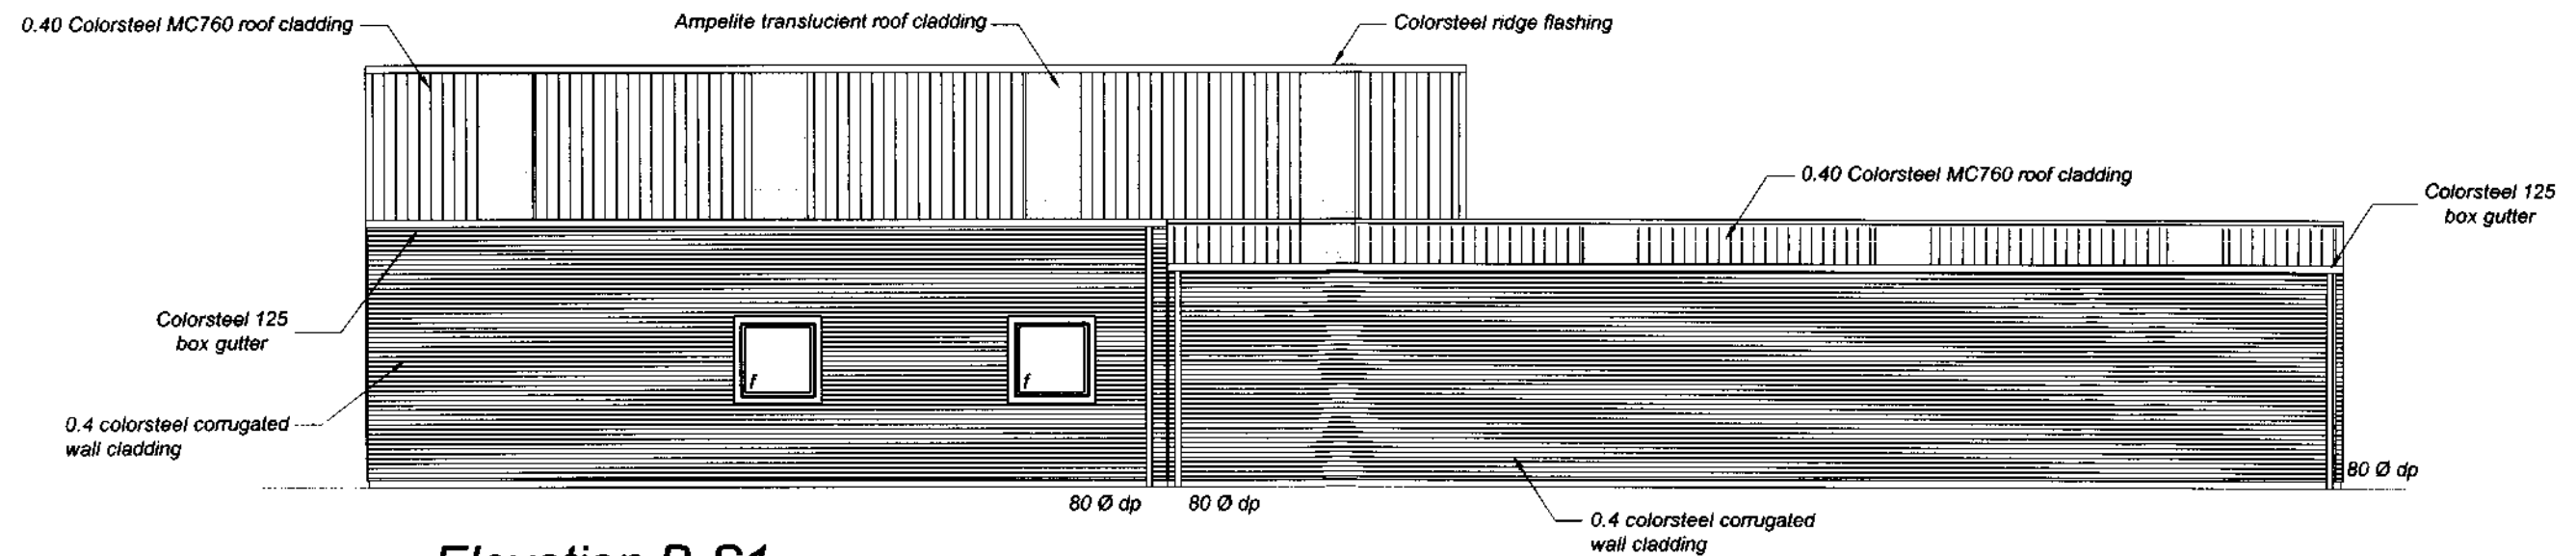 0.40 Colorsteel MC760 roof cladding
Ampelite translucient roof cladding
Colorsteel ridge flashing
0.40 Colorsteel MC760 roof cladding
Colorsteel 125
box gutter
Colorsteel 125
box gutter
f
f
0.4 colorsteel corrugated
wall cladding
80 Ø dp
80 Ø dp
80 Ø dp
0.4 colorsteel corrugated
wall cladding
Elevation B-S1